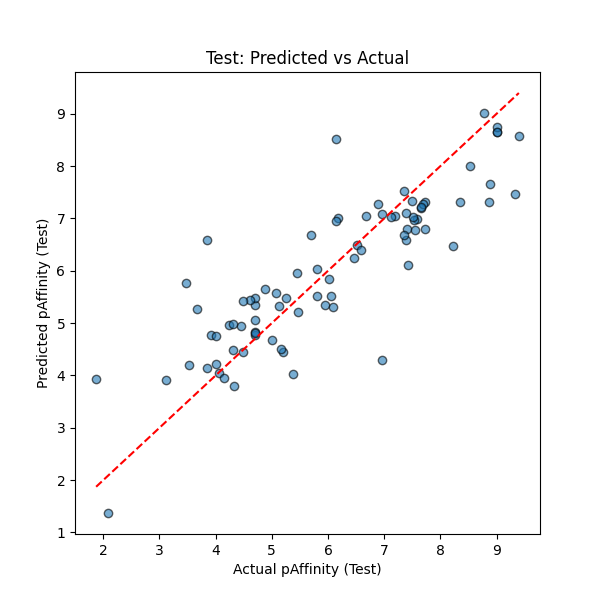 Test: Predicted vs Actual
Predicted pAffinity (Test)
9
8
7
6
5
4
3
2
1
2 3 4 5 6 7 8 9
Actual pAffinity (Test)